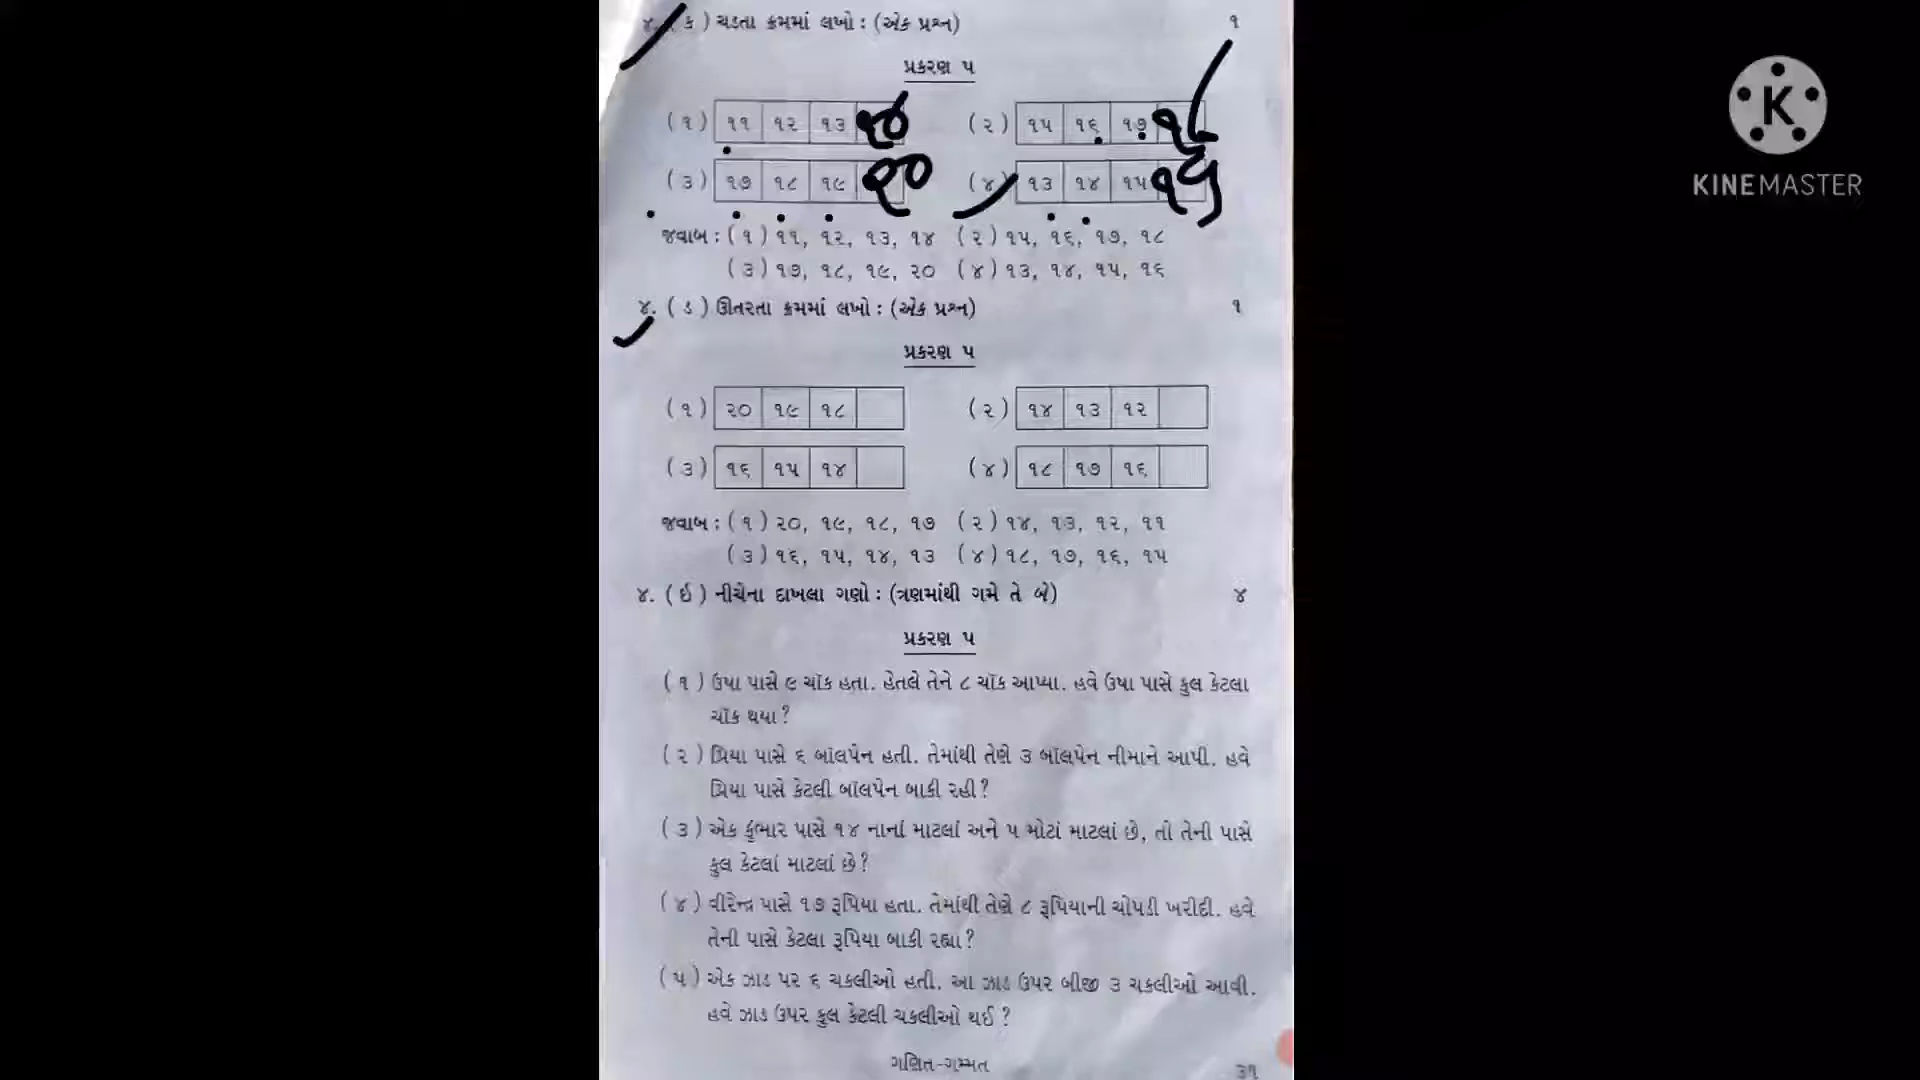 ૪. (ક) ચડતા ક્રમમાં લખો : (એક પ્રશ્ન) ૧
પ્રકરણ ૫
(૧) ૧૧ ૧૨ ૧૩ ૧૪ (૨) ૧૫ ૧૬ ૧૭ ૧૮
(૩) ૧૭ ૧૮ ૧૯ ૨૦ (૪) ૧૩ ૧૪ ૧૫ ૧૬
જવાબ : (૧) ૧૧, ૧૨, ૧૩, ૧૪ (૨) ૧૫, ૧૬, ૧૭, ૧૮
(૩) ૧૭, ૧૮, ૧૯, ૨૦ (૪) ૧૩, ૧૪, ૧૫, ૧૬
૪. (ડ) ઊતરતા ક્રમમાં લખો : (એક પ્રશ્ન) ૧
પ્રકરણ ૫
(૧) ૨૦ ૧૯ ૧૮ (૨) ૧૪ ૧૩ ૧૨
(૩) ૧૬ ૧૫ ૧૪ (૪) ૧૮ ૧૭ ૧૬
જવાબ : (૧) ૨૦, ૧૯, ૧૮, ૧૭ (૨) ૧૪, ૧૩, ૧૨, ૧૧
(૩) ૧૬, ૧૫, ૧૪, ૧૩ (૪) ૧૮, ૧૭, ૧૬, ૧૫
૪. (ઈ) નીચેના દાખલા ગણો : (ત્રણમાંથી ગમે તે બે) ૪
પ્રકરણ ૫
(૧) ઉષા પાસે ૯ ચૉક હતા. હેતલે તેને ૮ ચૉક આપ્યા. હવે ઉષા પાસે કુલ કેટલા
ચૉક થયા ?
(૨) પ્રિયા પાસે ૬ બૉલપેન હતી. તેમાંથી તેણે ૩ બૉલપેન નીમાને આપી. હવે
પ્રિયા પાસે કેટલી બૉલપેન બાકી રહી ?
(૩) એક કુંભાર પાસે ૧૪ નાનાં માટલાં અને ૫ મોટાં માટલાં છે, તો તેની પાસે
કુલ કેટલાં માટલાં છે ?
(૪) વીરેન્દ્ર પાસે ૧૭ રૂપિયા હતા. તેમાંથી તેણે ૮ રૂપિયાની ચોપડી ખરીદી. હવે
તેની પાસે કેટલા રૂપિયા બાકી રહ્યા ?
(૫) એક ઝાડ પર ૬ ચકલીઓ હતી. આ ઝાડ ઉપર બીજી ૩ ચકલીઓ આવી.
હવે ઝાડ ઉપર કુલ કેટલી ચકલીઓ થઈ ?
ગણિત-ગમ્મત ૩૧
K
KINEMASTER